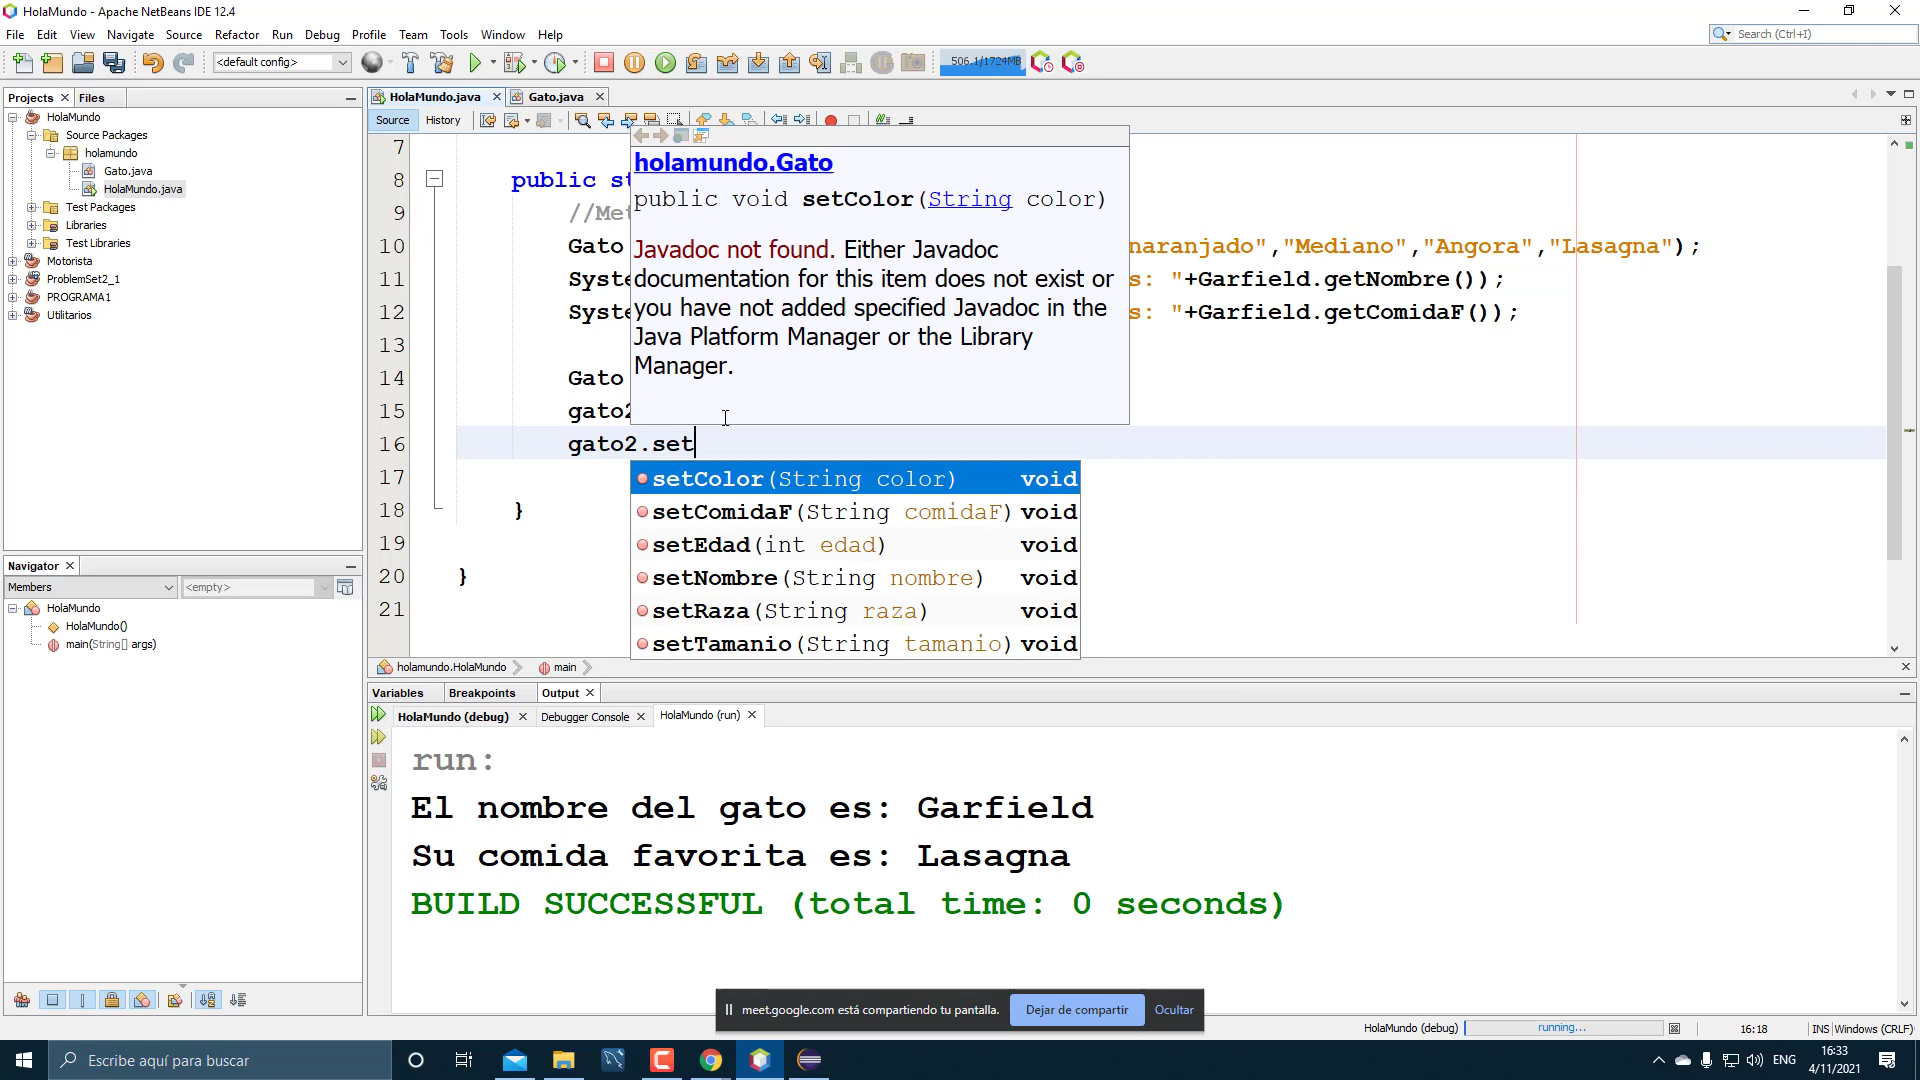 HolaMundo - Apache NetBeans IDE 12.4
File Edit View Navigate Source Refactor Run Debug Profile Team Tools Window Help
Search (Ctrl+I)
<default config>
506.1/1724MB
Projects Files
HolaMundo
Source Packages
holamundo
Gato.java
HolaMundo.java
Test Packages
Libraries
Test Libraries
Motorista
ProblemSet2_1
PROGRAMA1
Utilitarios
HolaMundo.java Gato.java
Source History
7
8 public st
9 //Met
10 Gato naranjado","Mediano","Angora","Lasagna");
11 Syste s: "+Garfield.getNombre());
12 Syste s: "+Garfield.getComidaF());
13
14 Gato
15 gato2
16 gato2.set
17
18 }
19
20 }
21
holamundo.Gato
public void setColor(String color)
Javadoc not found. Either Javadoc
documentation for this item does not exist or
you have not added specified Javadoc in the
Java Platform Manager or the Library
Manager.
setColor(String color) void
setComidaF(String comidaF) void
setEdad(int edad) void
setNombre(String nombre) void
setRaza(String raza) void
setTamanio(String tamanio) void
holamundo.HolaMundo main
Navigator
Members <empty>
HolaMundo
HolaMundo()
main(String[] args)
Variables Breakpoints Output
HolaMundo (debug) Debugger Console HolaMundo (run)
run:
El nombre del gato es: Garfield
Su comida favorita es: Lasagna
BUILD SUCCESSFUL (total time: 0 seconds)
meet.google.com está compartiendo tu pantalla. Dejar de compartir Ocultar
HolaMundo (debug) running... 16:18 INS Windows (CRLF)
Escribe aquí para buscar
ENG
16:33
4/11/2021